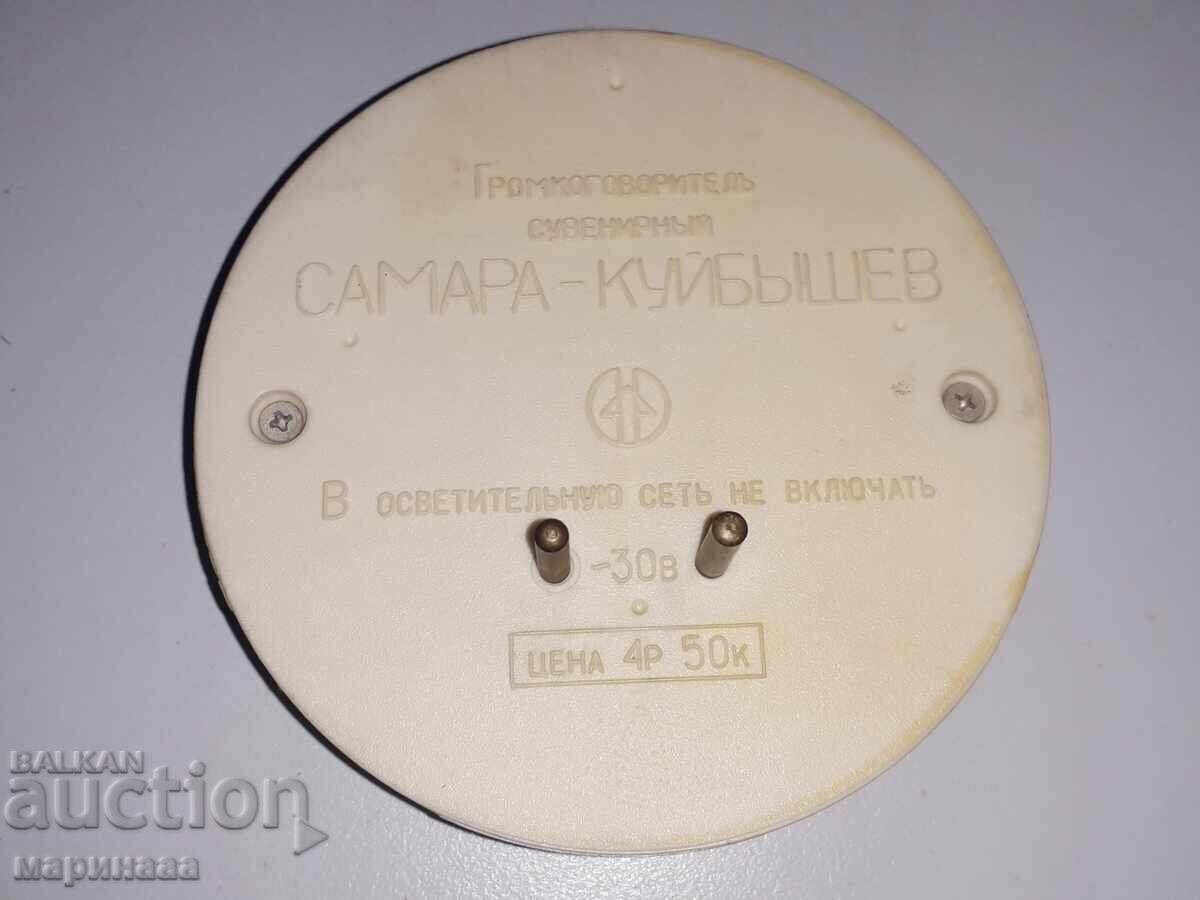 Громкоговоритель
сувенирный
САМАРА-КУЙБЫШЕВ
В осветительную сеть не включать
~30в
ЦЕНА 4Р 50К
BALKAN
auction
маринааа